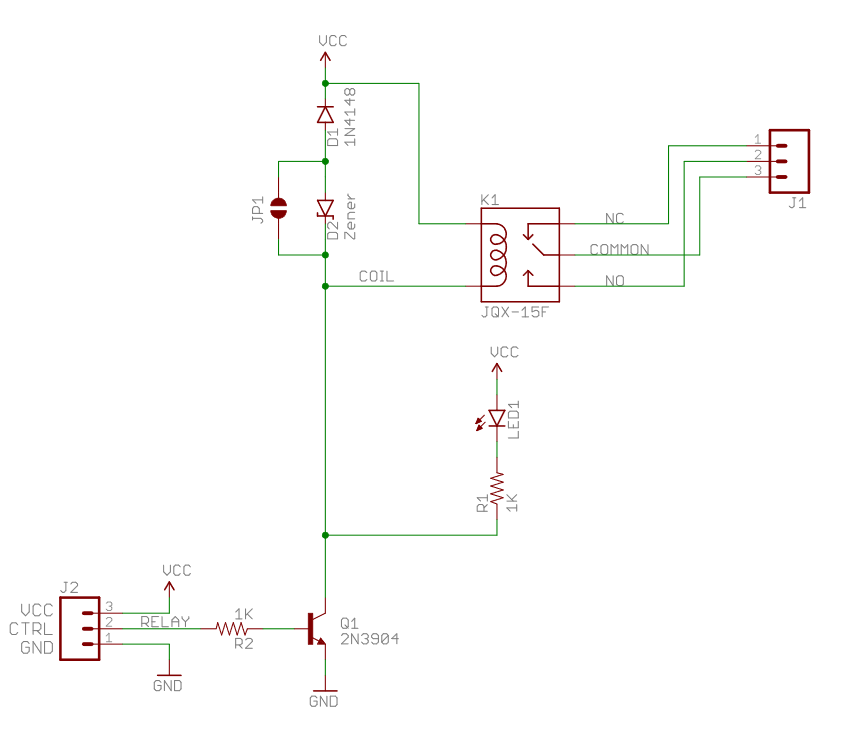 VCC
D1
1N4148
JP1
D2
Zener
K1
JQX-15F
COIL
NC
COMMON
NO
1
2
3
J1
VCC
LED1
R1
1K
J2
VCC
CTRL
GND
3
2
1
VCC
RELAY
GND
1K
R2
Q1
2N3904
GND